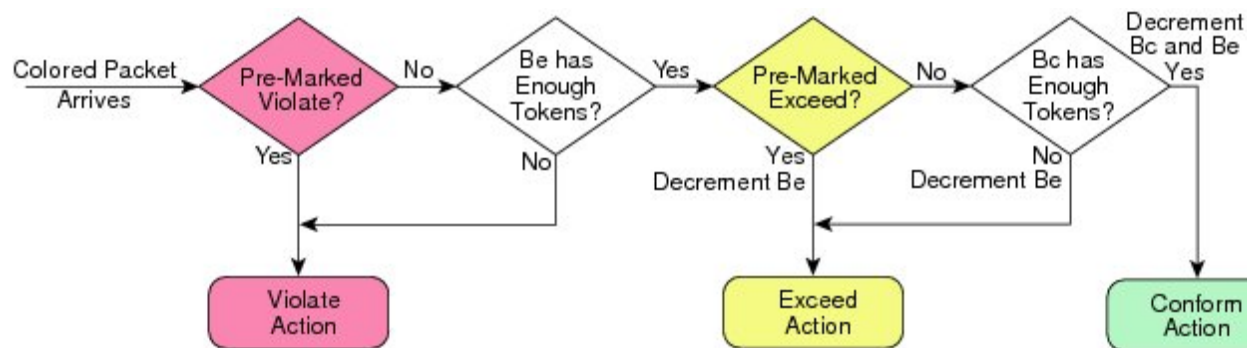 Colored Packet
Arrives
Pre-Marked
Violate?
No
Yes
Be has
Enough
Tokens?
Yes
No
Pre-Marked
Exceed?
No
Yes
Decrement Be
Bc has
Enough
Tokens?
No
Decrement Be
Decrement
Bc and Be
Yes
Violate
Action
Exceed
Action
Conform
Action